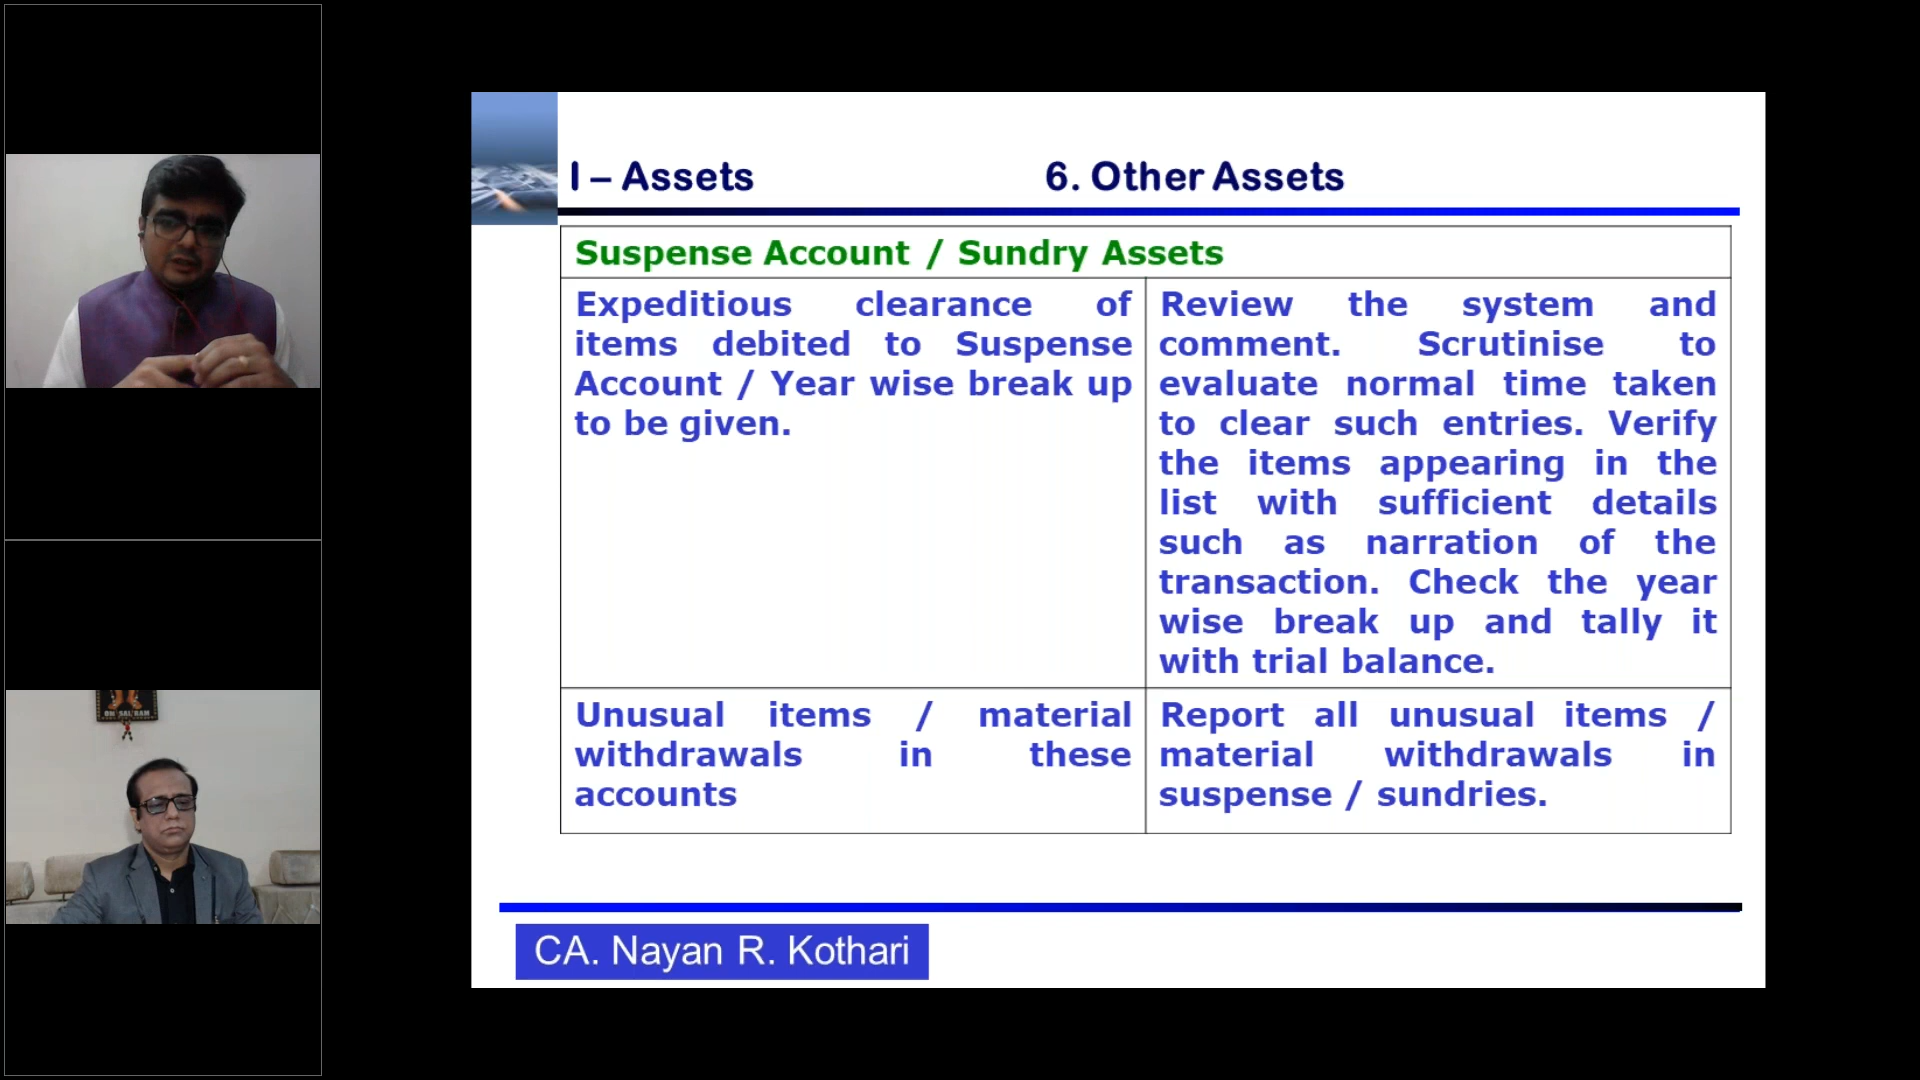 I – Assets 6. Other Assets
Suspense Account / Sundry Assets
Expeditious clearance of
items debited to Suspense
Account / Year wise break up
to be given.
Review the system and
comment. Scrutinise to
evaluate normal time taken
to clear such entries. Verify
the items appearing in the
list with sufficient details
such as narration of the
transaction. Check the year
wise break up and tally it
with trial balance.
Unusual items / material
withdrawals in these
accounts
Report all unusual items /
material withdrawals in
suspense / sundries.
CA. Nayan R. Kothari
OM SAI RAM